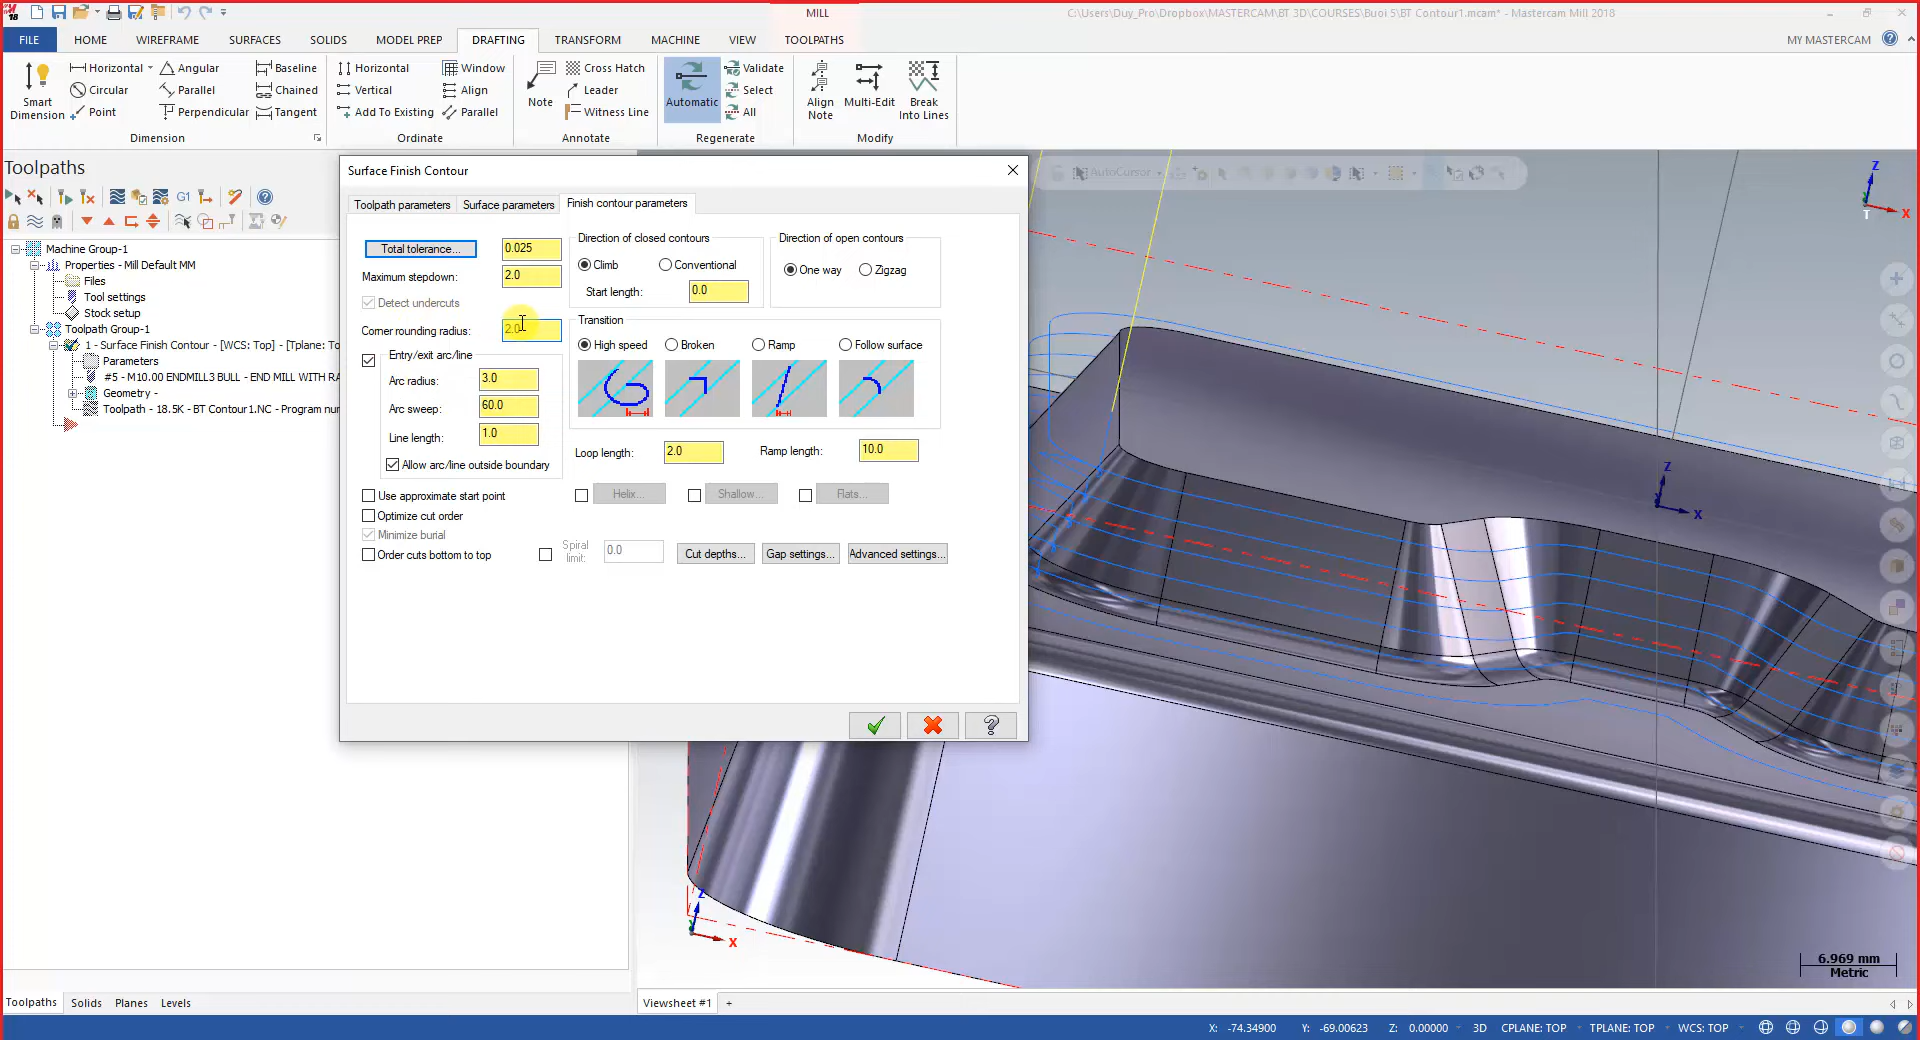 MILL
C:\Users\Duy_Pro\Dropbox\MASTERCAM\BT 3D\COURSES\Buoi 5\BT Contour1.mcam* - Mastercam Mill 2018
FILE HOME WIREFRAME SURFACES SOLIDS MODEL PREP DRAFTING TRANSFORM MACHINE VIEW TOOLPATHS MY MASTERCAM
Horizontal Angular Baseline Horizontal Window Cross Hatch Validate
Circular Parallel Chained Vertical Align Leader Select
Smart Dimension
Point Perpendicular Tangent Add To Existing Parallel Note Witness Line Automatic All
Align Note Multi-Edit Break Into Lines
Dimension Ordinate Annotate Regenerate Modify
Toolpaths
G1
Machine Group-1
Properties - Mill Default MM
Files
Tool settings
Stock setup
Toolpath Group-1
1 - Surface Finish Contour - [WCS: Top] - [Tplane: To
Parameters
#5 - M10.00 ENDMILL3 BULL - END MILL WITH RA
Geometry -
Toolpath - 18.5K - BT Contour1.NC - Program nur
Surface Finish Contour
Toolpath parameters Surface parameters Finish contour parameters
Total tolerance... 0.025
Maximum stepdown: 2.0
Detect undercuts
Corner rounding radius: 2.0
Entry/exit arc/line
Arc radius: 3.0
Arc sweep: 60.0
Line length: 1.0
Allow arc/line outside boundary
Use approximate start point
Optimize cut order
Minimize burial
Order cuts bottom to top
Direction of closed contours
Climb Conventional
Start length: 0.0
Direction of open contours
One way Zigzag
Transition
High speed Broken Ramp Follow surface
Loop length: 2.0 Ramp length: 10.0
Helix... Shallow... Flats...
Spiral limit: 0.0 Cut depths... Gap settings... Advanced settings...
AutoCursor
Z
X
T
Z
X
Z
X
6.969 mm
Metric
Toolpaths Solids Planes Levels
Viewsheet #1 +
X: -74.34900 Y: -69.00623 Z: 0.00000 3D CPLANE: TOP TPLANE: TOP WCS: TOP